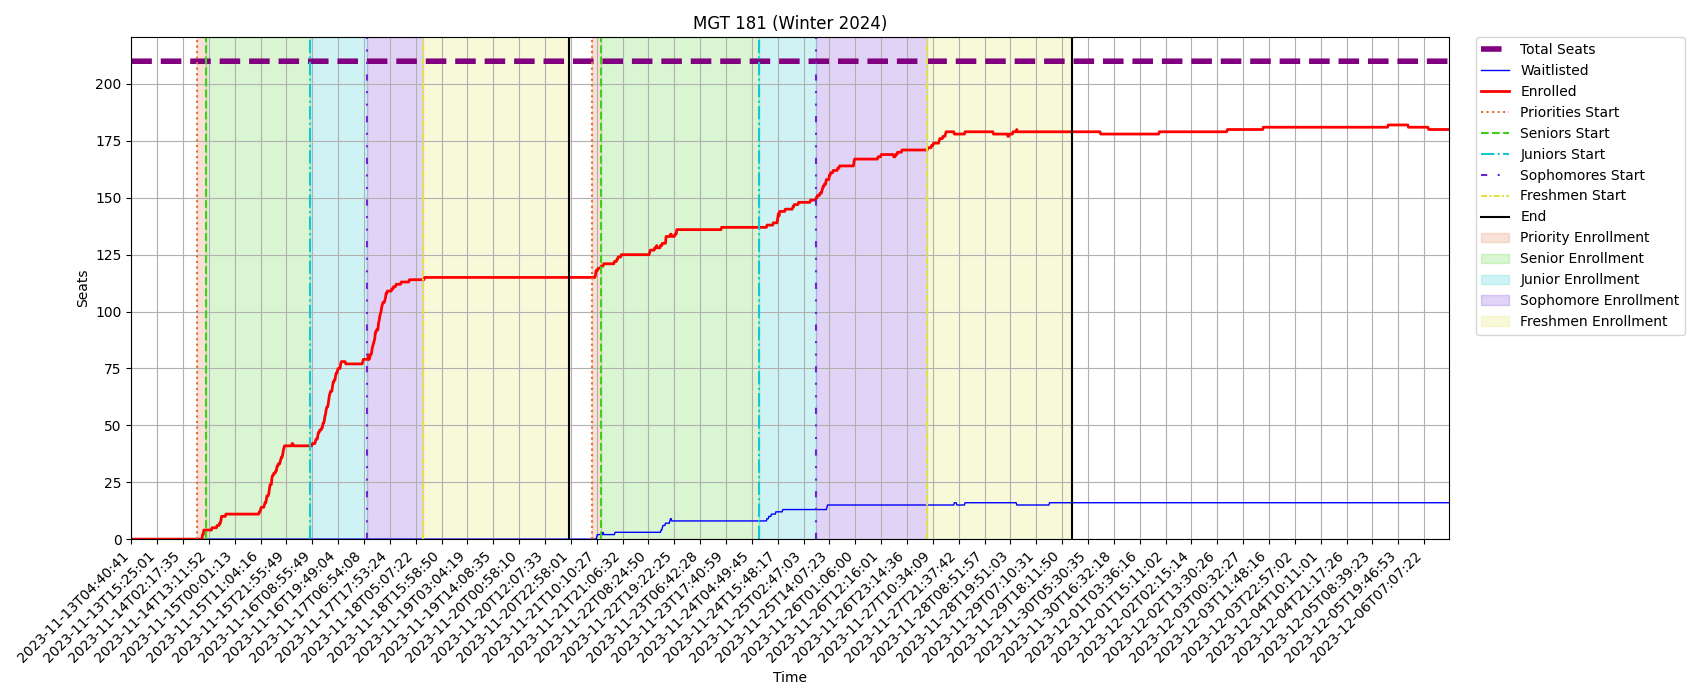 MGT 181 (Winter 2024)
Seats
200
175
150
125
100
75
50
25
0
2023-11-13T04:40:41
2023-11-13T15:25:01
2023-11-14T02:17:35
2023-11-14T13:11:52
2023-11-15T00:01:13
2023-11-15T11:04:16
2023-11-15T21:55:49
2023-11-16T08:55:49
2023-11-16T19:49:04
2023-11-17T06:54:08
2023-11-17T17:53:24
2023-11-18T05:07:22
2023-11-18T15:58:50
2023-11-19T03:04:19
2023-11-19T14:08:35
2023-11-20T00:58:10
2023-11-20T12:07:33
2023-11-20T22:58:01
2023-11-21T10:10:27
2023-11-21T21:06:32
2023-11-22T08:24:50
2023-11-22T19:22:25
2023-11-23T06:42:28
2023-11-23T17:40:59
2023-11-24T04:49:45
2023-11-24T15:48:17
2023-11-25T02:47:03
2023-11-25T14:07:23
2023-11-26T01:06:00
2023-11-26T12:16:01
2023-11-26T23:14:36
2023-11-27T10:34:09
2023-11-27T21:37:42
2023-11-28T08:51:57
2023-11-28T19:51:03
2023-11-29T07:10:31
2023-11-29T18:11:50
2023-11-30T05:30:35
2023-11-30T16:32:18
2023-12-01T03:36:16
2023-12-01T15:11:02
2023-12-02T02:15:14
2023-12-02T13:30:26
2023-12-03T00:32:27
2023-12-03T11:48:16
2023-12-03T22:57:02
2023-12-04T10:11:01
2023-12-04T21:17:26
2023-12-05T08:39:23
2023-12-05T19:46:53
2023-12-06T07:07:22
Time
Total Seats
Waitlisted
Enrolled
Priorities Start
Seniors Start
Juniors Start
Sophomores Start
Freshmen Start
End
Priority Enrollment
Senior Enrollment
Junior Enrollment
Sophomore Enrollment
Freshmen Enrollment